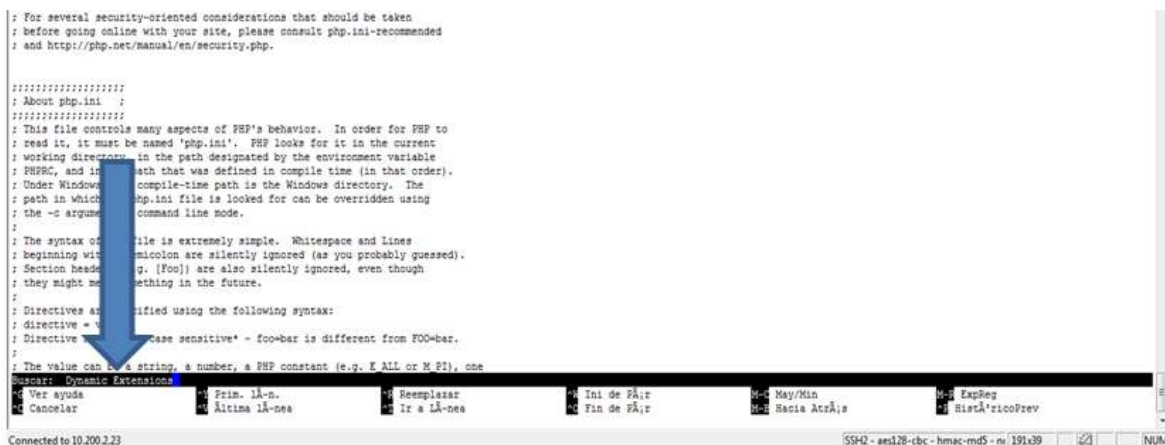 ; For several security-oriented considerations that should be taken
; before going online with your site, please consult php.ini-recommended
; and http://php.net/manual/en/security.php.
;;;;;;;;;;;;;;;;;;;
; About php.ini ;
;;;;;;;;;;;;;;;;;;;
; This file controls many aspects of PHP's behavior. In order for PHP to
; read it, it must be named 'php.ini'. PHP looks for it in the current
; working directory, in the path designated by the environment variable
; PHPRC, and in ath that was defined in compile time (in that order).
; Under Windows compile-time path is the Windows directory. The
; path in which hp.ini file is looked for can be overridden using
; the -c argume command line mode.
;
; The syntax of file is extremely simple. Whitespace and Lines
; beginning wit emicolon are silently ignored (as you probably guessed).
; Section heade .g. [Foo]) are also silently ignored, even though
; they might me ething in the future.
;
; Directives ar ified using the following syntax:
; directive = v
; Directive case sensitive* - foo=bar is different from FOO=bar.
;
; The value can be a string, a number, a PHP constant (e.g. E_ALL or M_PI), one
Buscar: Dynamic Extensions
^G Ver ayuda ^Y Prim. lÃ-n. ^R Reemplazar ^W Ini de PÃ¡r M-C May/Min M-R ExpReg
^C Cancelar ^V Ãltima lÃ-nea ^T Ir a LÃ-nea ^O Fin de PÃ¡r M-B Hacia AtrÃ¡s ^P HistÃ³ricoPrev
Connected to 10.200.2.23 SSH2 - aes128-cbc - hmac-md5 - nc 191x39 NUM